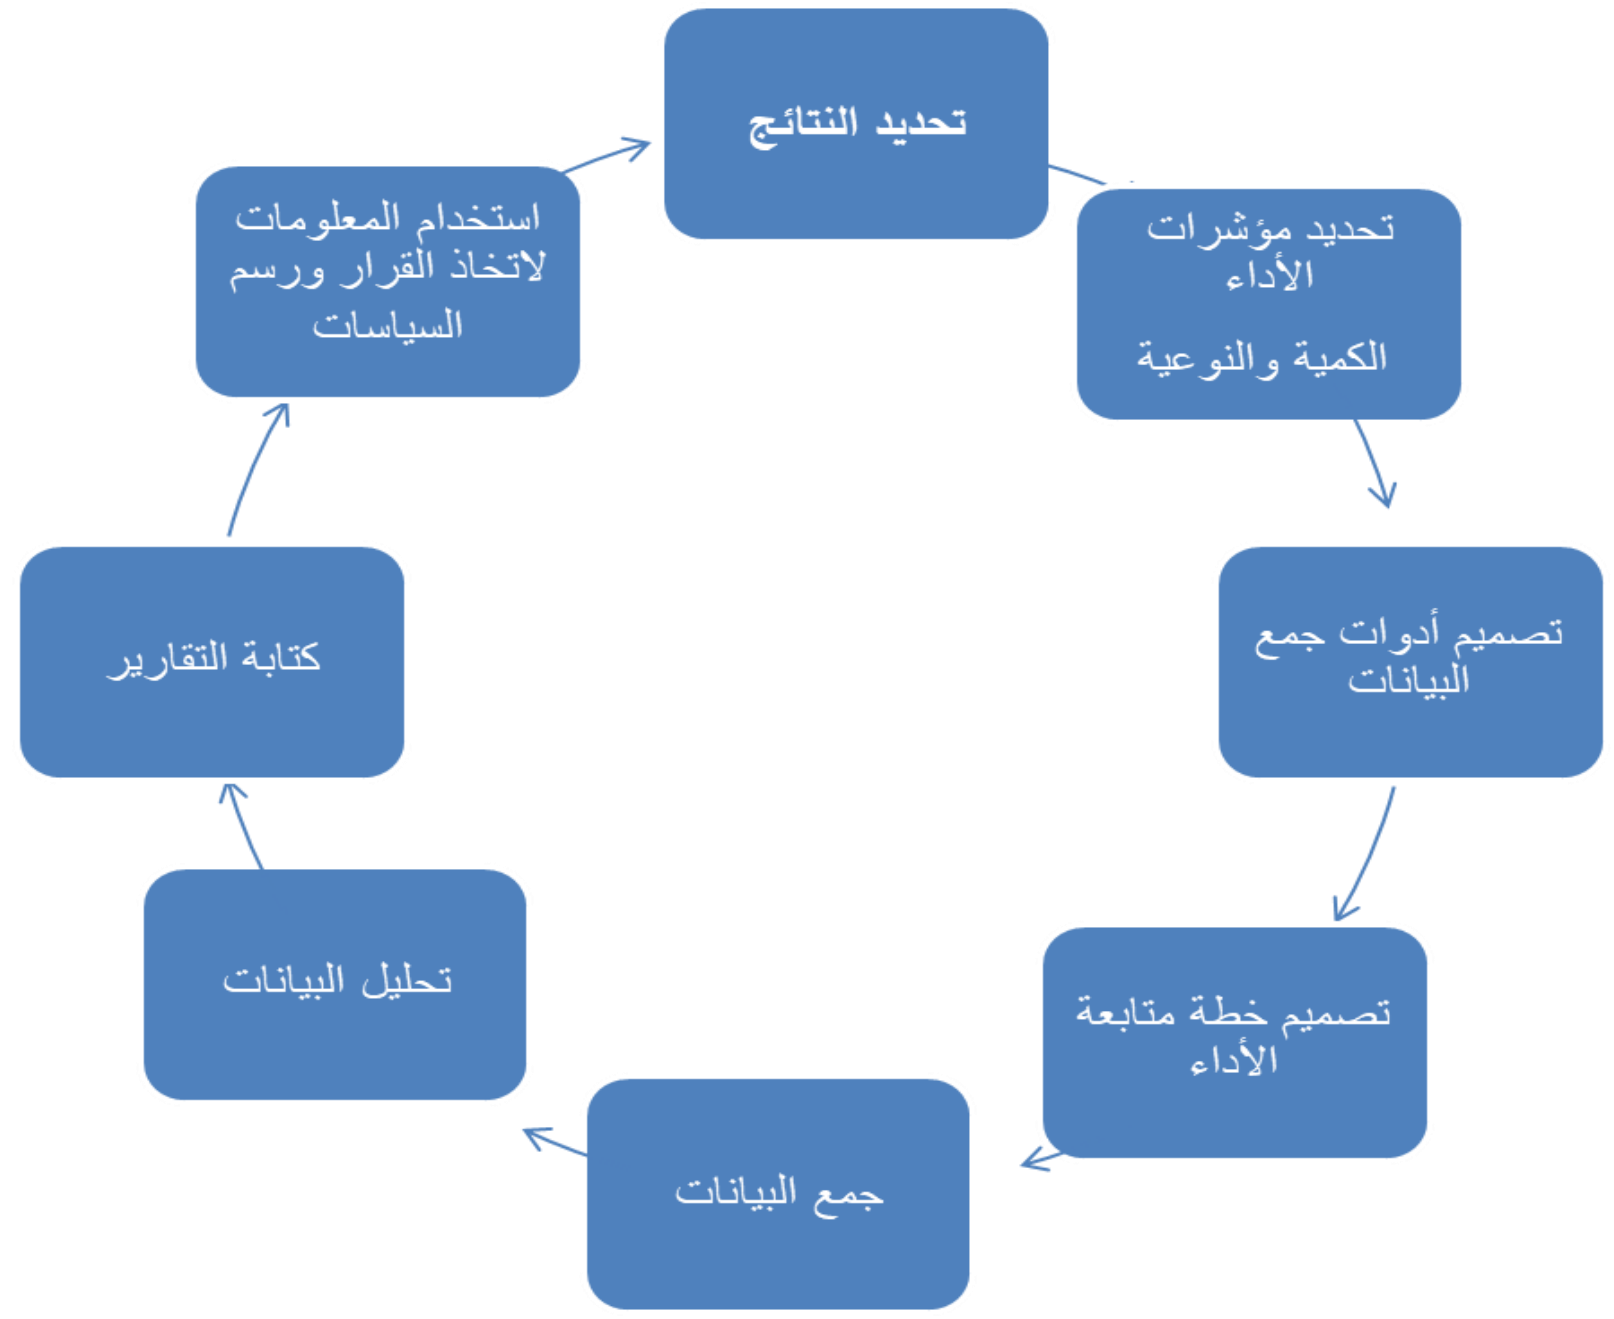 تحديد النتائج
تحديد مؤشرات
الأداء
الكمية والنوعية
تصميم أدوات جمع
البيانات
تصميم خطة متابعة
الأداء
جمع البيانات
تحليل البيانات
كتابة التقارير
استخدام المعلومات
لاتخاذ القرار ورسم
السياسات